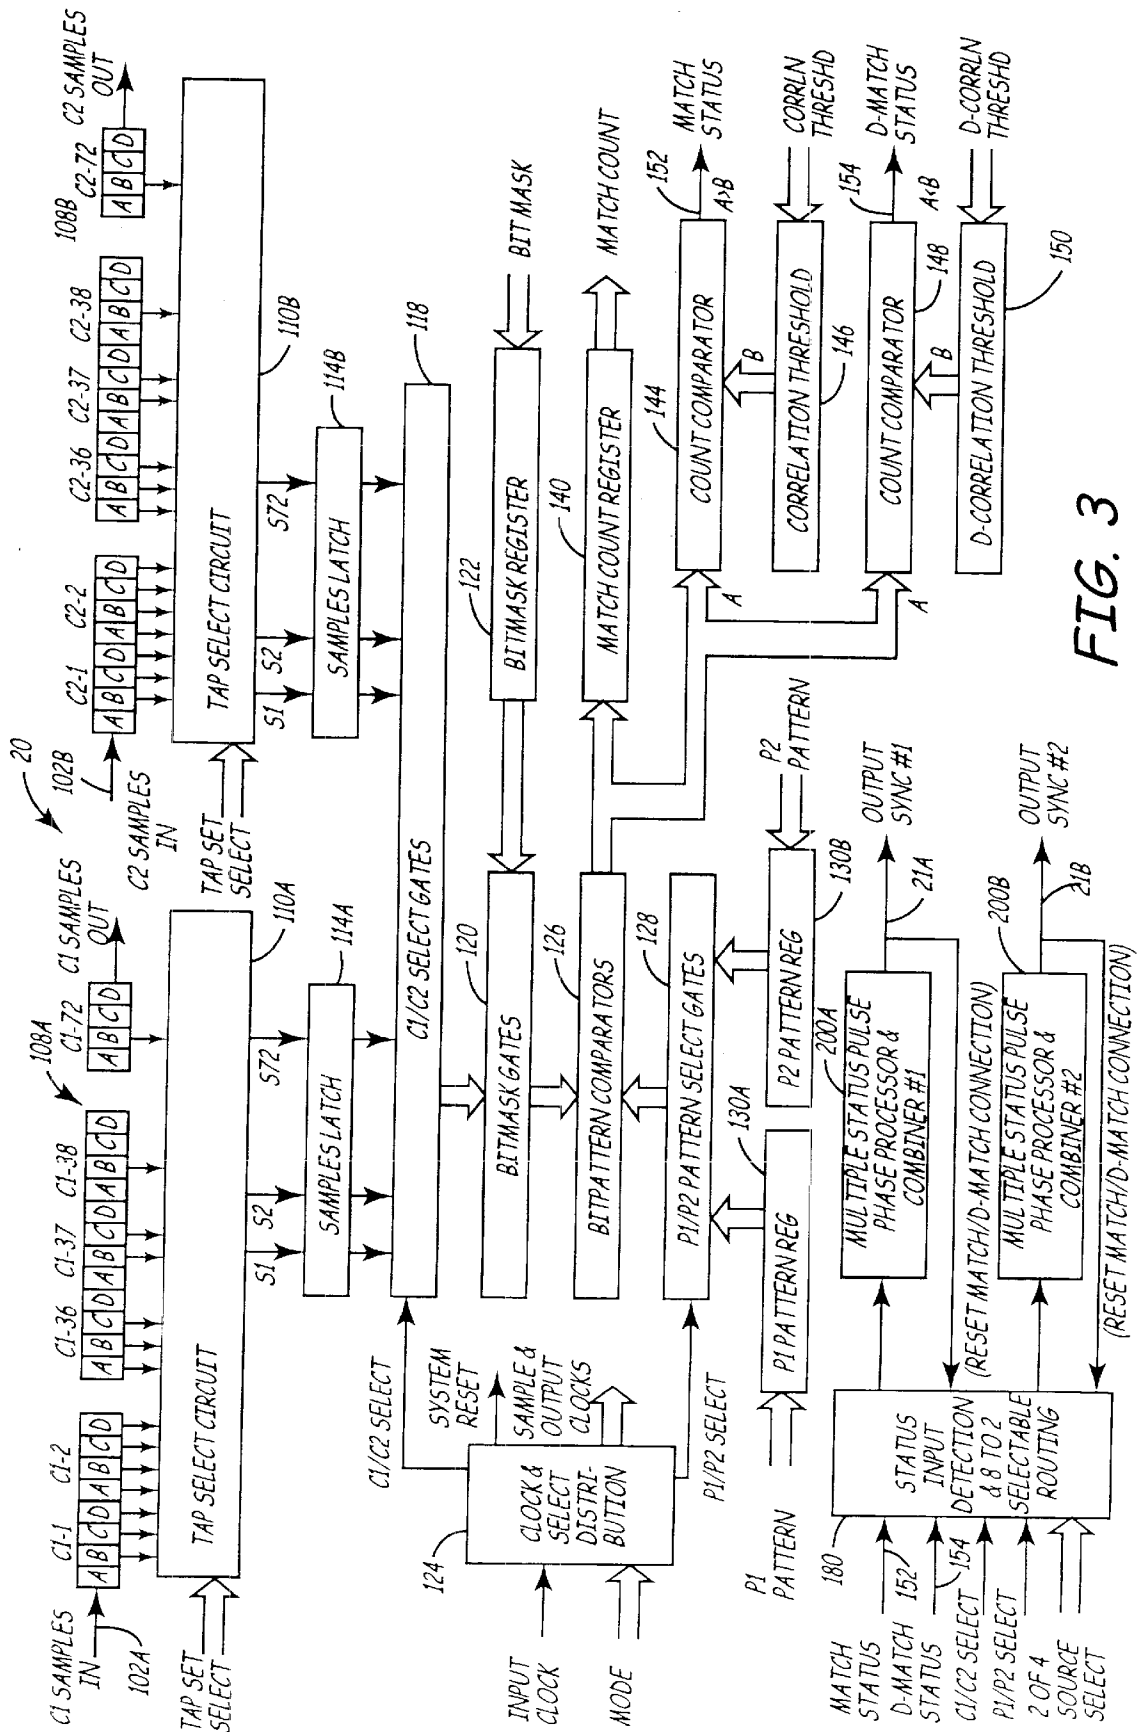 C1 SAMPLES
IN
102A
C1-1
C1-2
C1-36
C1-37
C1-38
108A
C1-72
C1 SAMPLES
OUT
20
A B C D A B C D
A B C D A B C D A B C D
A B C D
C2 SAMPLES
IN
102B
C2-1
C2-2
C2-36
C2-37
C2-38
108B
C2-72
C2 SAMPLES
OUT
A B C D A B C D
A B C D A B C D A B C D
A B C D
TAP SET
SELECT
TAP SELECT CIRCUIT
110A
TAP SET
SELECT
TAP SELECT CIRCUIT
110B
S1
S2
S72
S1
S2
S72
SAMPLES LATCH
114A
SAMPLES LATCH
114B
C1/C2 SELECT
C1/C2 SELECT GATES
118
INPUT
CLOCK
MODE
124
CLOCK &
SELECT
DISTRI-
BUTION
SYSTEM
RESET
SAMPLE &
OUTPUT
CLOCKS
P1/P2 SELECT
BITMASK GATES
120
BITMASK REGISTER
122
BIT MASK
BITPATTERN COMPARATORS
126
MATCH COUNT REGISTER
140
MATCH COUNT
P1/P2 PATTERN SELECT GATES
128
P1
PATTERN
P1 PATTERN REG
130A
P2 PATTERN REG
130B
P2
PATTERN
A
COUNT COMPARATOR
144
152
A>B
MATCH
STATUS
B
CORRELATION THRESHOLD
146
CORRLN
THRESHD
A
COUNT COMPARATOR
148
154
A<B
D-MATCH
STATUS
B
D-CORRELATION THRESHOLD
150
D-CORRLN
THRESHD
MATCH
STATUS
D-MATCH
STATUS
C1/C2 SELECT
P1/P2 SELECT
2 OF 4
SOURCE
SELECT
180
152
154
STATUS
INPUT
DETECTION
& 8 TO 2
SELECTABLE
ROUTING
MULTIPLE STATUS PULSE
PHASE PROCESSOR &
COMBINER #1
200A
21A
OUTPUT
SYNC #1
(RESET MATCH/D-MATCH CONNECTION)
MULTIPLE STATUS PULSE
PHASE PROCESSOR &
COMBINER #2
200B
21B
OUTPUT
SYNC #2
(RESET MATCH/D-MATCH CONNECTION)
FIG. 3